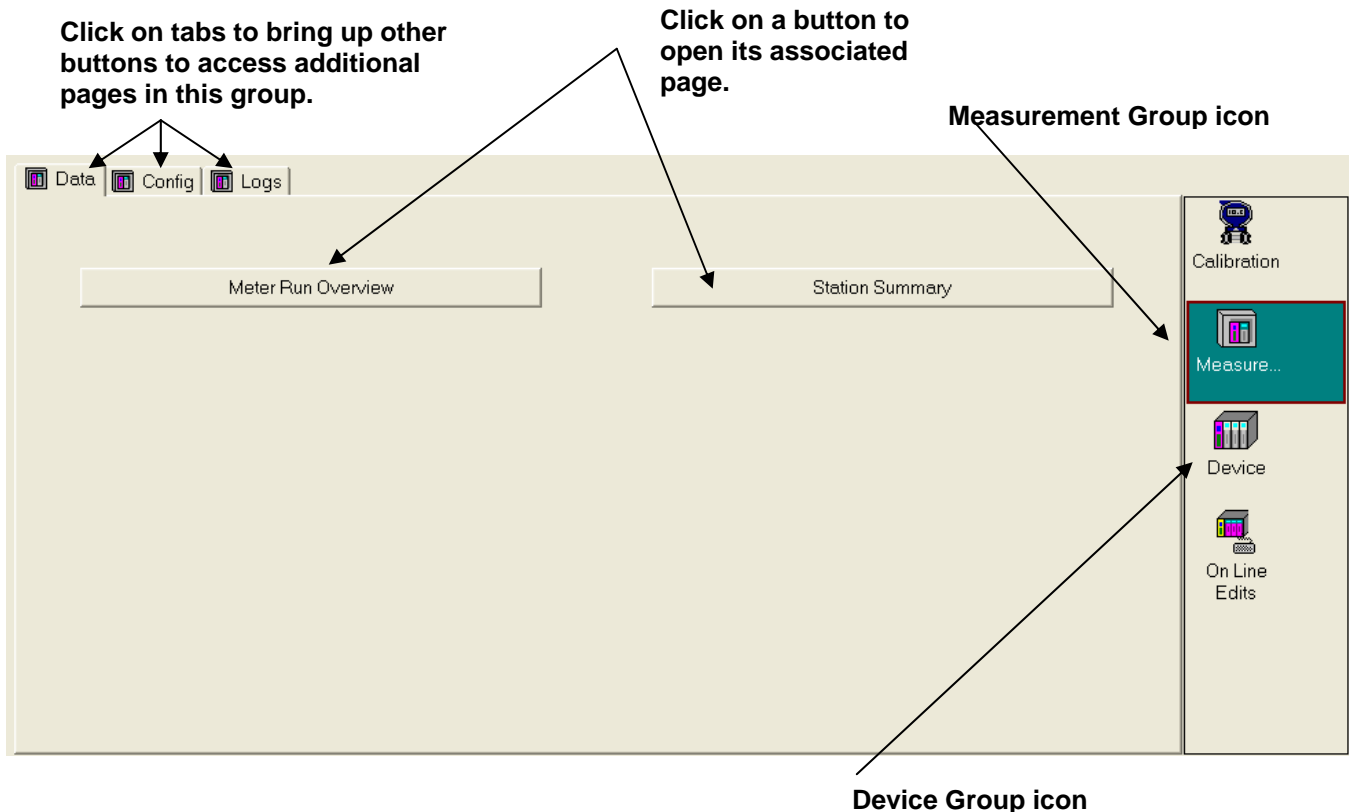 Click on tabs to bring up other
buttons to access additional
pages in this group.
Click on a button to
open its associated
page.
Measurement Group icon
Data
Config
Logs
Meter Run Overview
Station Summary
Calibration
Measure...
Device
On Line
Edits
Device Group icon